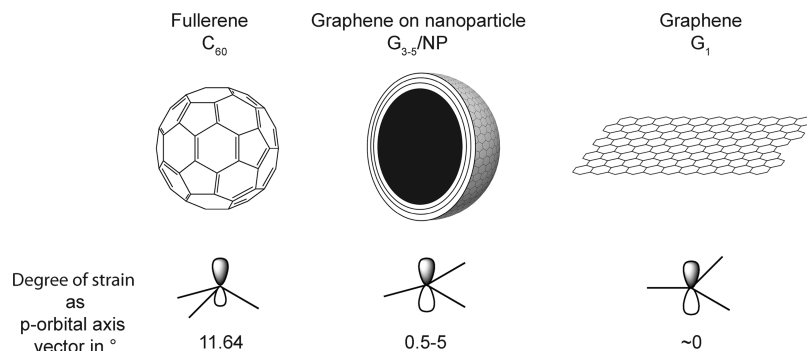 Fullerene
C₆₀
Graphene on nanoparticle
G₃₋₅/NP
Graphene
G₁
Degree of strain
as
p-orbital axis
vector in °
11.64
0.5-5
~0